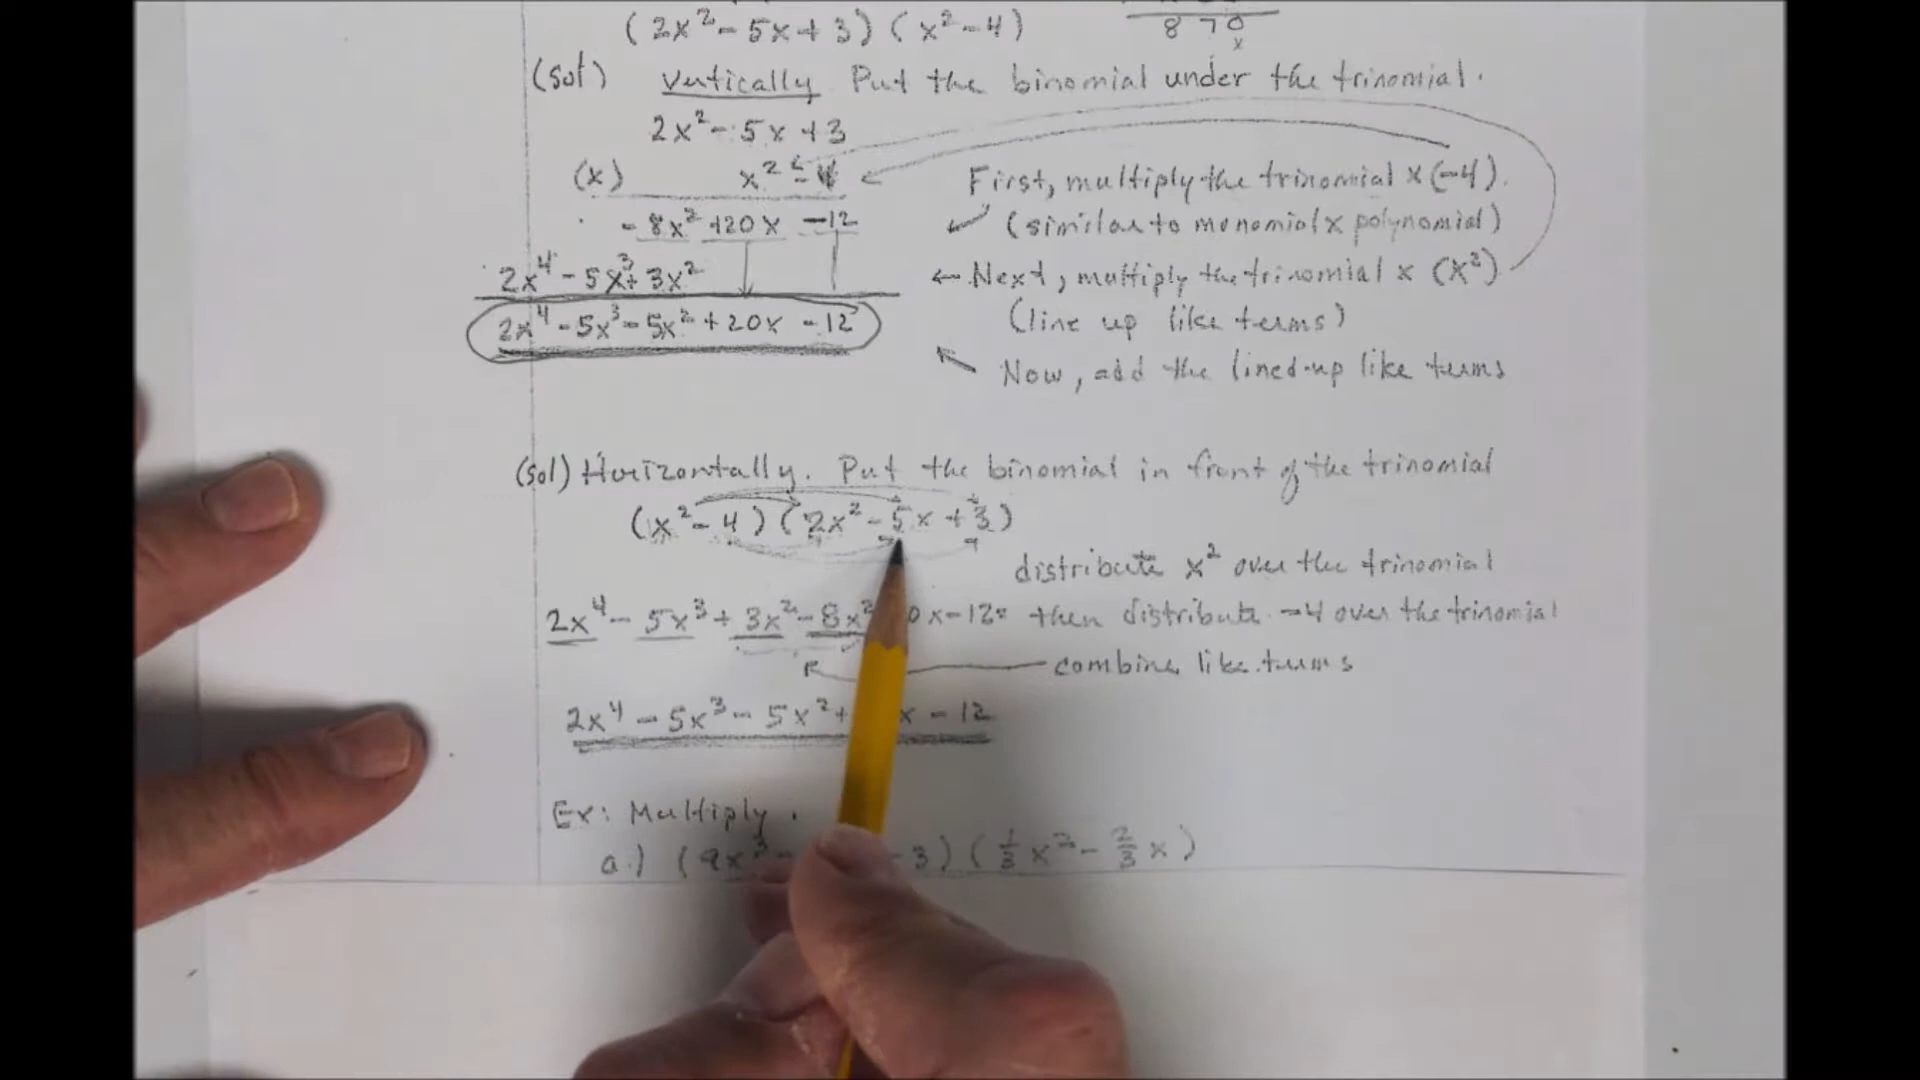 (2x² - 5x + 3) (x² - 4)
870
x
(sol) Vertically Put the binomial under the trinomial.
2x² - 5x + 3
(x) x² - 4
First, multiply the trinomial x (-4).
- 8x² + 20x - 12
(similar to monomial x polynomial)
2x⁴ - 5x³ + 3x²
← Next, multiply the trinomial x (x²)
2x⁴ - 5x³ - 5x² + 20x - 12
(line up like terms)
Now, add the lined-up like terms
(sol) Horizontally. Put the binomial in front of the trinomial
(x² - 4) (2x² - 5x + 3)
distribute x² over the trinomial
2x⁴ - 5x³ + 3x² - 8x² 0x - 12 then distribute -4 over the trinomial
combine like terms
2x⁴ - 5x³ - 5x² + x - 12
Ex: Multiply.
a.) (9x³ - - 3) (⅓x² - ⅔x)